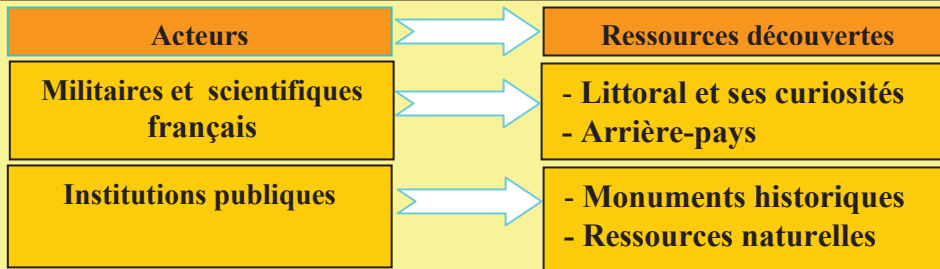 Acteurs
Ressources découvertes
Militaires et scientifiques
français
- Littoral et ses curiosités
- Arrière-pays
Institutions publiques
- Monuments historiques
- Ressources naturelles